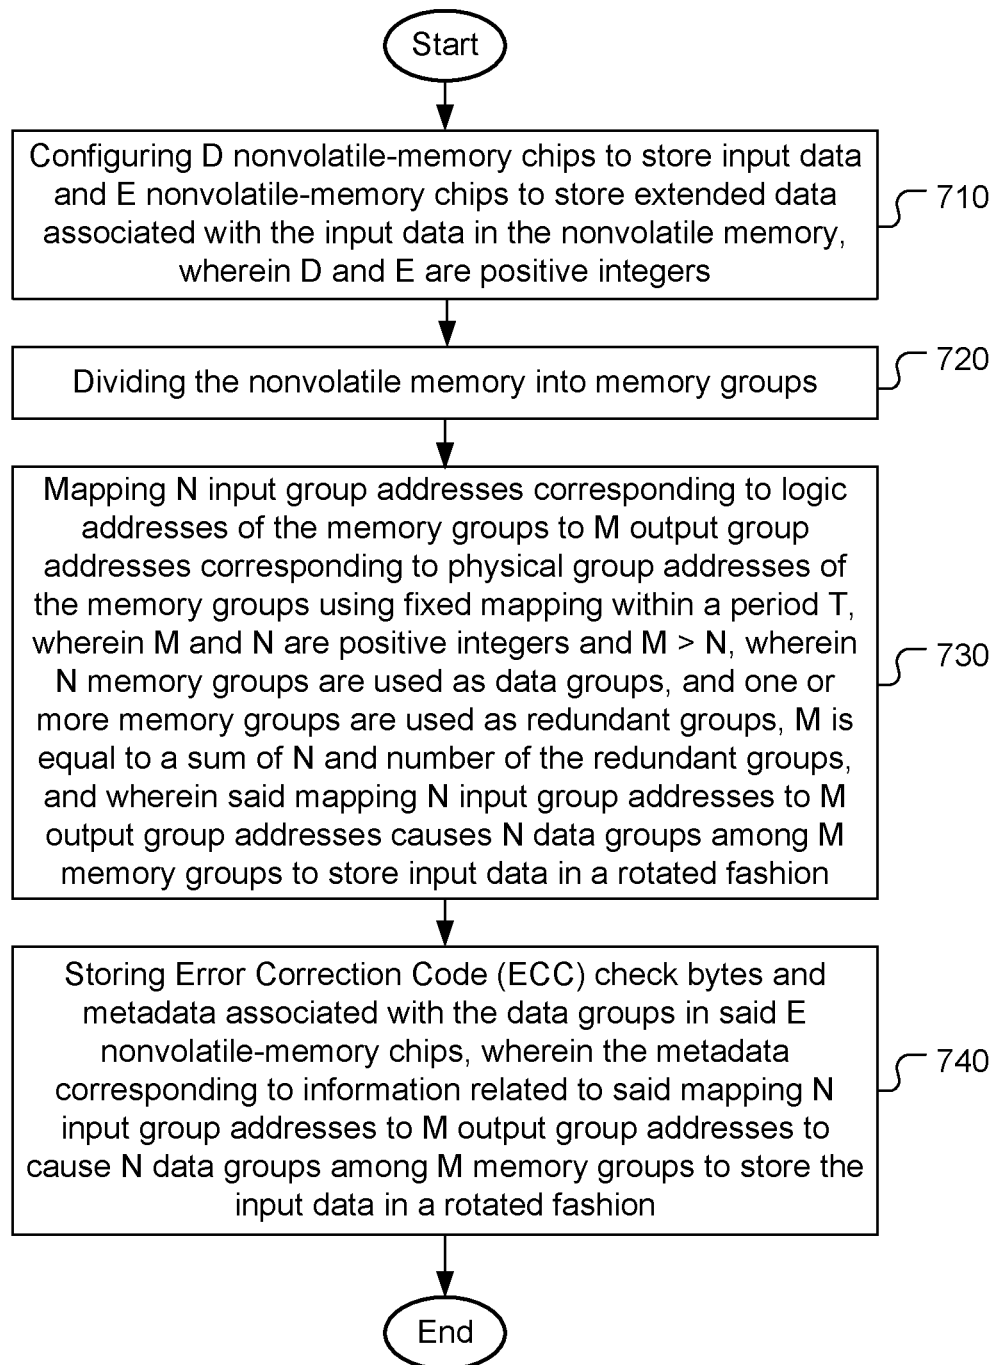 Start
Configuring D nonvolatile-memory chips to store input data
and E nonvolatile-memory chips to store extended data
associated with the input data in the nonvolatile memory,
wherein D and E are positive integers
710
Dividing the nonvolatile memory into memory groups
720
Mapping N input group addresses corresponding to logic
addresses of the memory groups to M output group
addresses corresponding to physical group addresses of
the memory groups using fixed mapping within a period T,
wherein M and N are positive integers and M > N, wherein
N memory groups are used as data groups, and one or
more memory groups are used as redundant groups, M is
equal to a sum of N and number of the redundant groups,
and wherein said mapping N input group addresses to M
output group addresses causes N data groups among M
memory groups to store input data in a rotated fashion
730
Storing Error Correction Code (ECC) check bytes and
metadata associated with the data groups in said E
nonvolatile-memory chips, wherein the metadata
corresponding to information related to said mapping N
input group addresses to M output group addresses to
cause N data groups among M memory groups to store the
input data in a rotated fashion
740
End